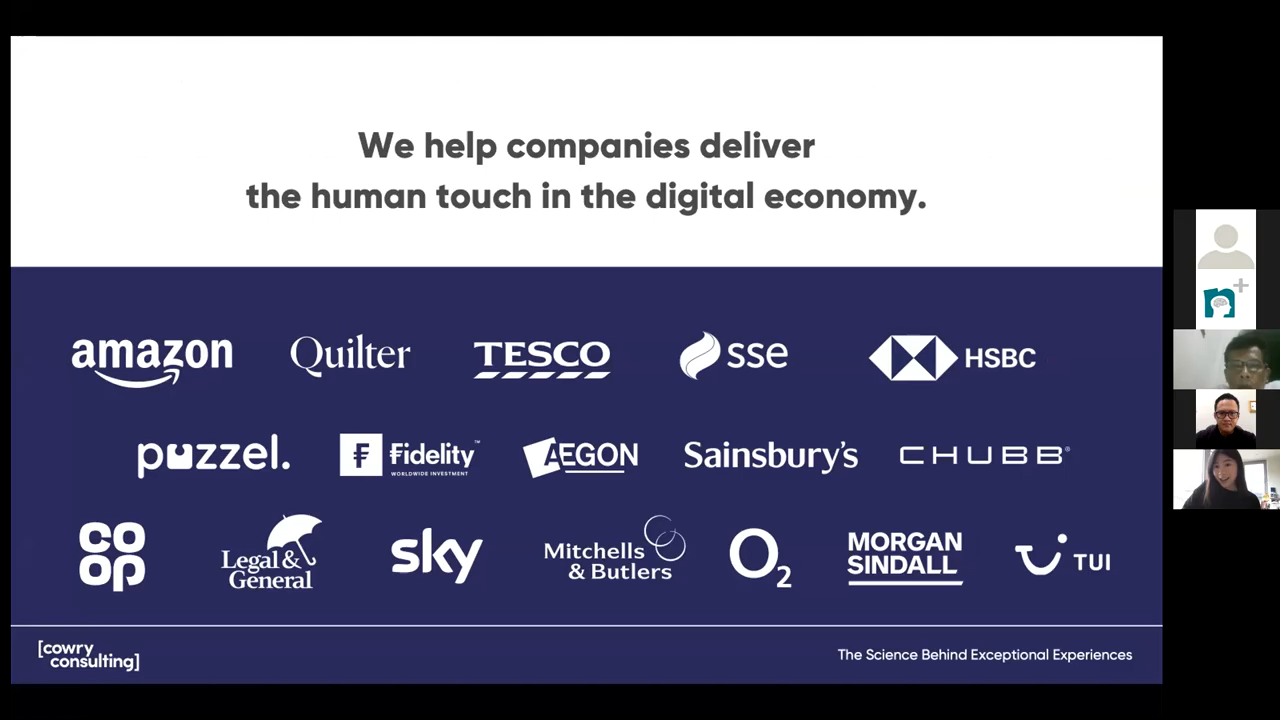 We help companies deliver
the human touch in the digital economy.
amazon Quilter TESCO sse HSBC
puzzel. Fidelity™ WORLDWIDE INVESTMENT AEGON Sainsbury's CHUBB®
CO
OP
Legal &
General
sky
Mitchells
& Butlers
O2
MORGAN
SINDALL
TUI
[cowry
consulting]
The Science Behind Exceptional Experiences